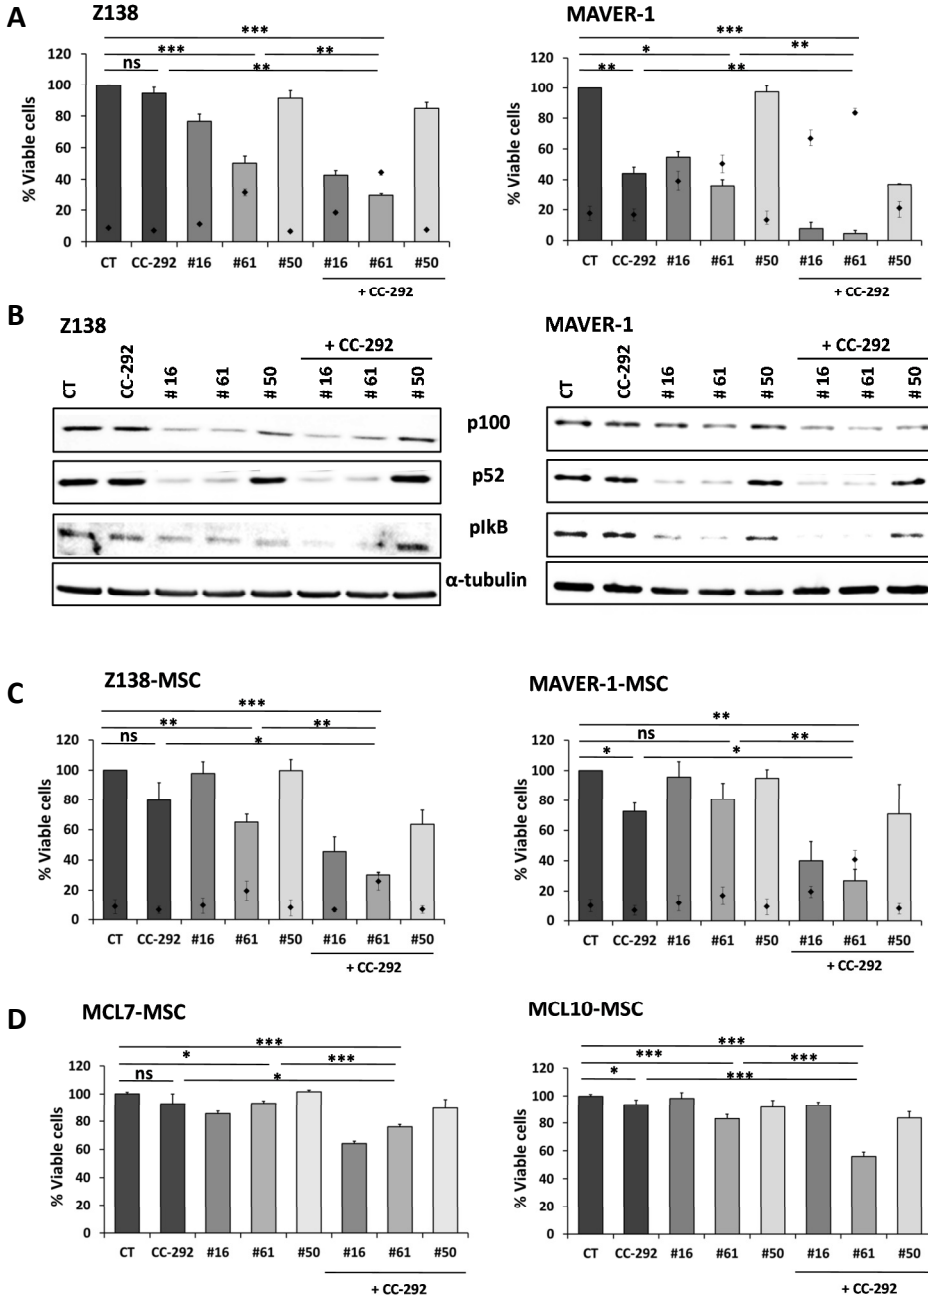 A
Z138
***
*** **
ns **
% Viable cells
120
100
80
60
40
20
0
CT CC-292 #16 #61 #50 #16 #61 #50
+ CC-292
MAVER-1
***
* **
** **
% Viable cells
120
100
80
60
40
20
0
CT CC-292 #16 #61 #50 #16 #61 #50
+ CC-292
B
Z138
+ CC-292
CT CC-292 # 16 # 61 # 50 # 16 # 61 # 50
MAVER-1
+ CC-292
CT CC-292 # 16 # 61 # 50 # 16 # 61 # 50
p100
p52
pIkB
α-tubulin
C
Z138-MSC
***
** **
ns *
% Viable cells
120
100
80
60
40
20
0
CT CC-292 #16 #61 #50 #16 #61 #50
+ CC-292
MAVER-1-MSC
**
ns **
* *
% Viable cells
120
100
80
60
40
20
0
CT CC-292 #16 #61 #50 #16 #61 #50
+ CC-292
D
MCL7-MSC
***
* ***
ns *
% Viable cells
120
100
80
60
40
20
0
CT CC-292 #16 #61 #50 #16 #61 #50
+ CC-292
MCL10-MSC
***
*** ***
* ***
% Viable cells
120
100
80
60
40
20
0
CT CC-292 #16 #61 #50 #16 #61 #50
+ CC-292